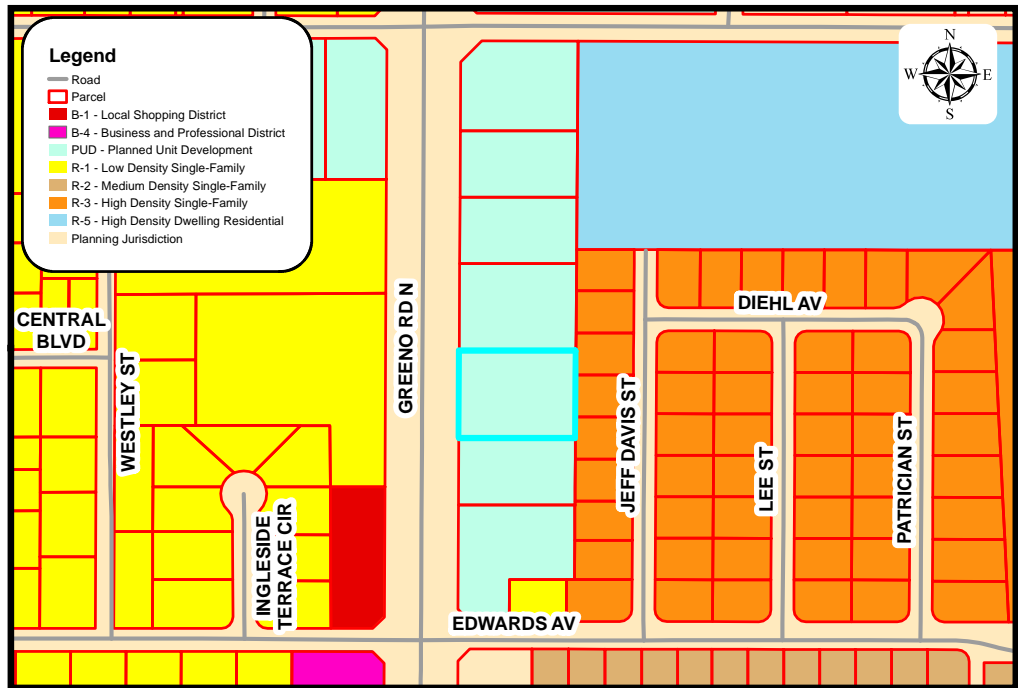 Legend
Road
Parcel
B-1 - Local Shopping District
B-4 - Business and Professional District
PUD - Planned Unit Development
R-1 - Low Density Single-Family
R-2 - Medium Density Single-Family
R-3 - High Density Single-Family
R-5 - High Density Dwelling Residential
Planning Jurisdiction
N
W
E
S
CENTRAL
BLVD
WESTLEY ST
GREENO RD N
INGLESIDE
TERRACE CIR
EDWARDS AV
JEFF DAVIS ST
DIEHL AV
LEE ST
PATRICIAN ST